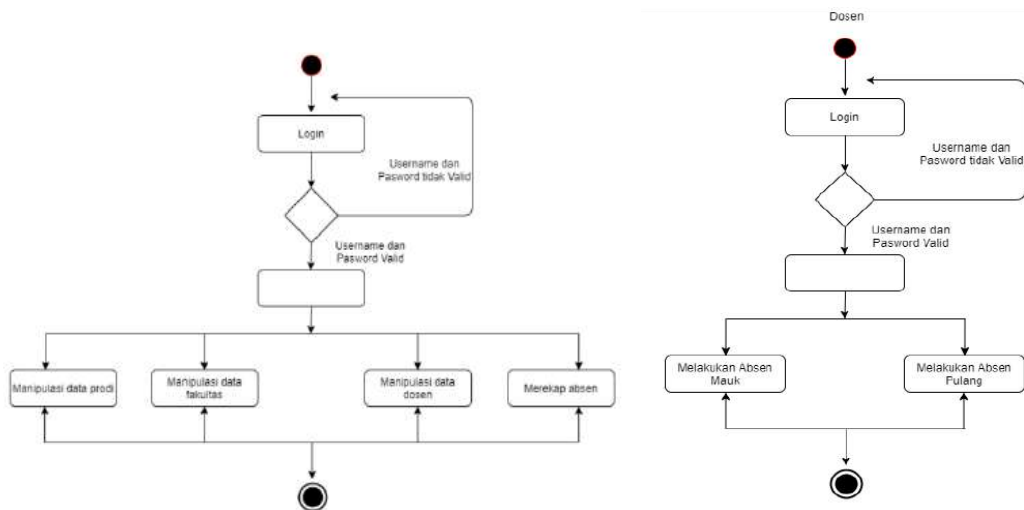 Login
Username dan
Pasword tidak Valid
Username dan
Pasword Valid
Manipulasi data prodi
Manipulasi data
fakultas
Manipulasi data
dosen
Merekap absen
Dosen
Login
Username dan
Pasword tidak Valid
Username dan
Pasword Valid
Melakukan Absen
Mauk
Melakukan Absen
Pulang